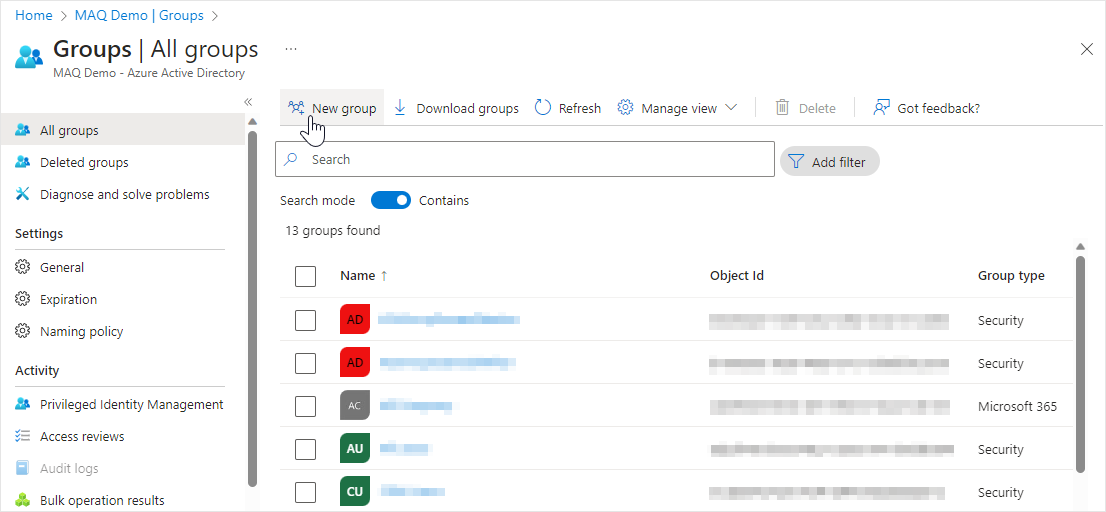 Home > MAQ Demo | Groups >
Groups | All groups ...
MAQ Demo - Azure Active Directory
All groups
Deleted groups
Diagnose and solve problems
Settings
General
Expiration
Naming policy
Activity
Privileged Identity Management
Access reviews
Audit logs
Bulk operation results
New group Download groups Refresh Manage view Delete Got feedback?
Search Add filter
Search mode Contains
13 groups found
Name ↑ Object Id Group type
AD Security
AD Security
AC Microsoft 365
AU Security
CU Security